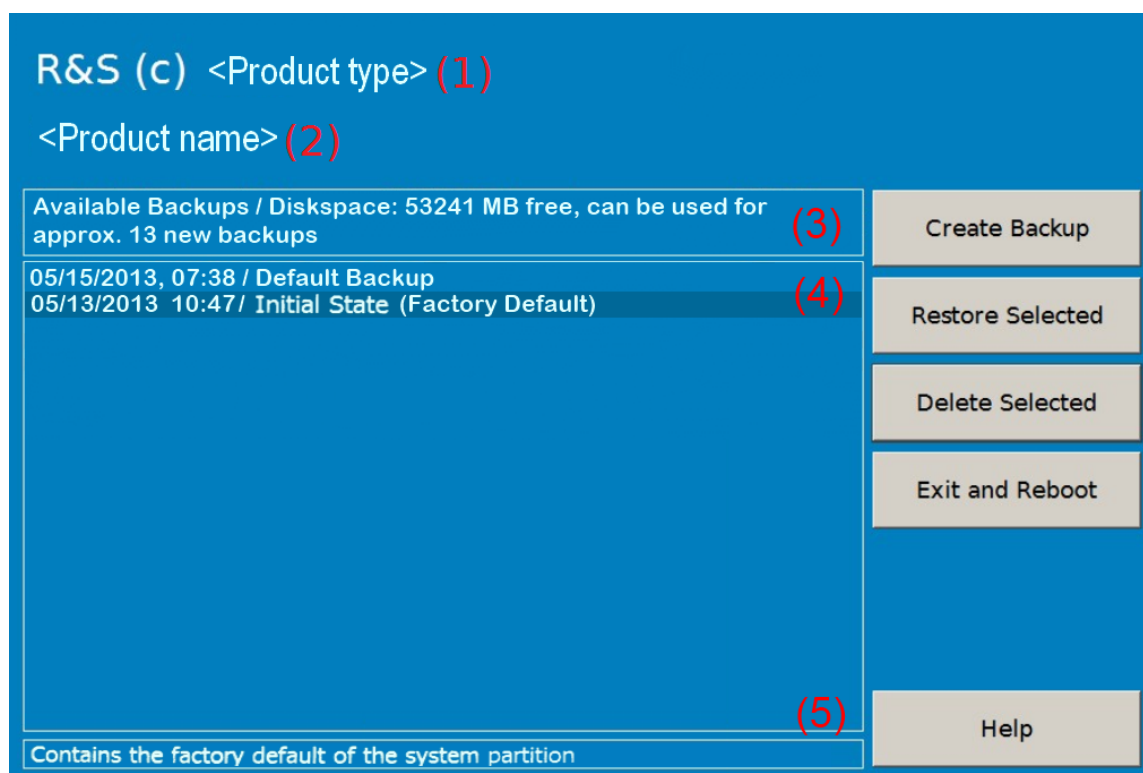 R&S (c) <Product type> (1)
<Product name> (2)
Available Backups / Diskspace: 53241 MB free, can be used for
approx. 13 new backups
(3)
Create Backup
05/15/2013, 07:38 / Default Backup
05/13/2013 10:47/ Initial State (Factory Default)
(4)
Restore Selected
Delete Selected
Exit and Reboot
(5)
Help
Contains the factory default of the system partition